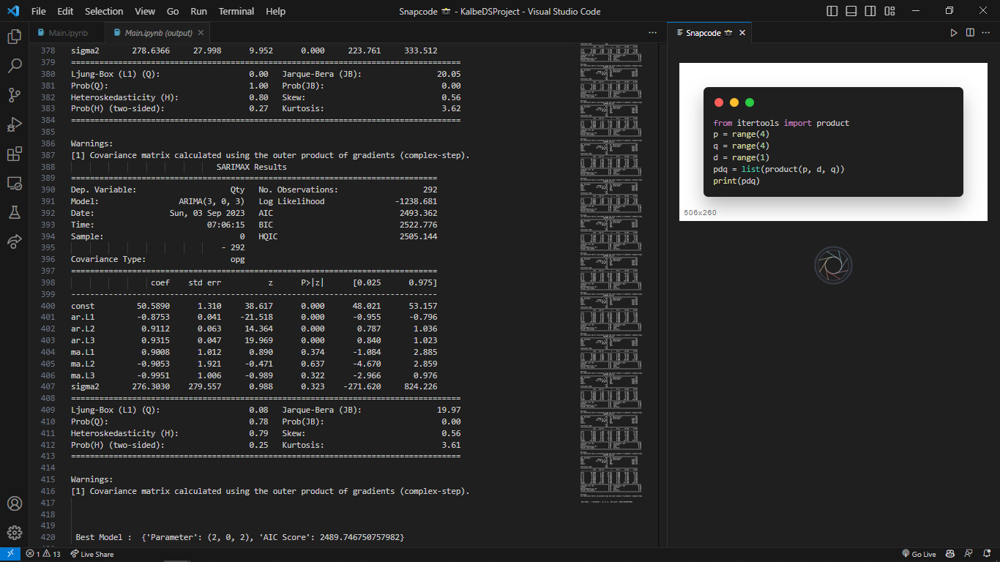 File Edit Selection View Go Run Terminal Help Snapcode 📸 - KalbeDSProject - Visual Studio Code
Main.ipynb Main.ipynb (output)
378 sigma2 278.6366 27.998 9.952 0.000 223.761 333.512
379 ===================================================================================
380 Ljung-Box (L1) (Q): 0.00 Jarque-Bera (JB): 20.05
381 Prob(Q): 1.00 Prob(JB): 0.00
382 Heteroskedasticity (H): 0.80 Skew: 0.56
383 Prob(H) (two-sided): 0.27 Kurtosis: 3.62
384 ===================================================================================
385
386 Warnings:
387 [1] Covariance matrix calculated using the outer product of gradients (complex-step).
388 SARIMAX Results
389 ==============================================================================
390 Dep. Variable: Qty No. Observations: 292
391 Model: ARIMA(3, 0, 3) Log Likelihood -1238.681
392 Date: Sun, 03 Sep 2023 AIC 2493.362
393 Time: 07:06:15 BIC 2522.776
394 Sample: 0 HQIC 2505.144
395 - 292
396 Covariance Type: opg
397 ==============================================================================
398 coef std err z P>|z| [0.025 0.975]
399 ------------------------------------------------------------------------------
400 const 50.5890 1.310 38.617 0.000 48.021 53.157
401 ar.L1 -0.8753 0.041 -21.518 0.000 -0.955 -0.796
402 ar.L2 0.9112 0.063 14.364 0.000 0.787 1.036
403 ar.L3 0.9315 0.047 19.969 0.000 0.840 1.023
404 ma.L1 0.9008 1.012 0.890 0.374 -1.084 2.885
405 ma.L2 -0.9053 1.921 -0.471 0.637 -4.670 2.859
406 ma.L3 -0.9951 1.006 -0.989 0.322 -2.966 0.976
407 sigma2 276.3030 279.557 0.988 0.323 -271.620 824.226
408 ===================================================================================
409 Ljung-Box (L1) (Q): 0.08 Jarque-Bera (JB): 19.97
410 Prob(Q): 0.78 Prob(JB): 0.00
411 Heteroskedasticity (H): 0.79 Skew: 0.56
412 Prob(H) (two-sided): 0.25 Kurtosis: 3.61
413 ===================================================================================
414
415 Warnings:
416 [1] Covariance matrix calculated using the outer product of gradients (complex-step).
417
418
419
420 Best Model : {'Parameter': (2, 0, 2), 'AIC Score': 2489.746750757982}
Snapcode 📸
from itertools import product
p = range(4)
q = range(4)
d = range(1)
pdq = list(product(p, d, q))
print(pdq)
506x260
1 13 Live Share Go Live